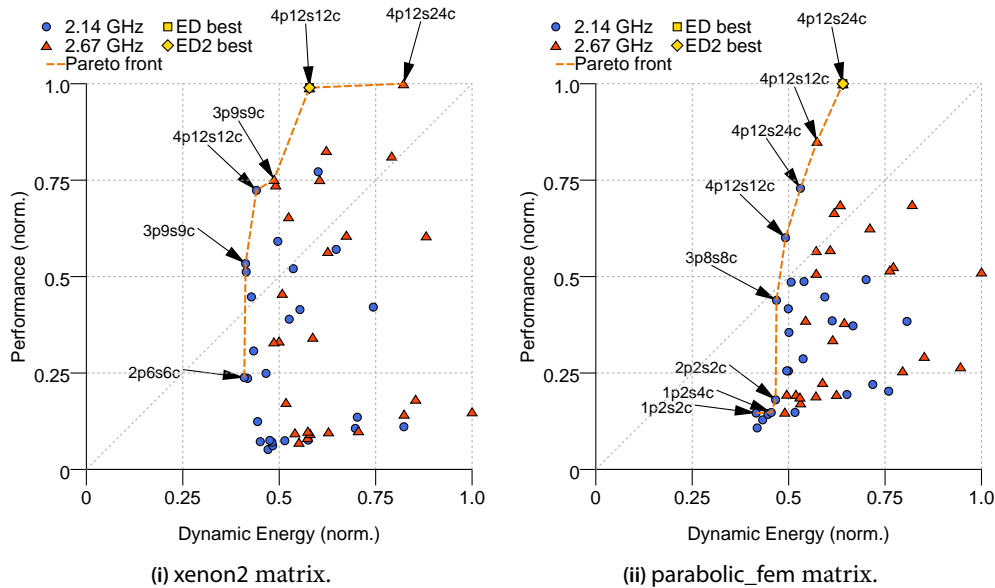 4p12s12c 4p12s24c
2.14 GHz ED best
2.67 GHz ED2 best
Pareto front
1.0
3p9s9c
4p12s12c
0.75
3p9s9c
0.5
0.25
2p6s6c
0
0 0.25 0.5 0.75 1.0
Performance (norm.)
Dynamic Energy (norm.)
(i) xenon2 matrix.
4p12s24c
2.14 GHz ED best
2.67 GHz ED2 best
Pareto front
4p12s12c
1.0
4p12s24c
0.75
4p12s12c
3p8s8c
0.5
2p2s2c
0.25
1p2s4c
1p2s2c
0
0 0.25 0.5 0.75 1.0
Performance (norm.)
Dynamic Energy (norm.)
(ii) parabolic_fem matrix.